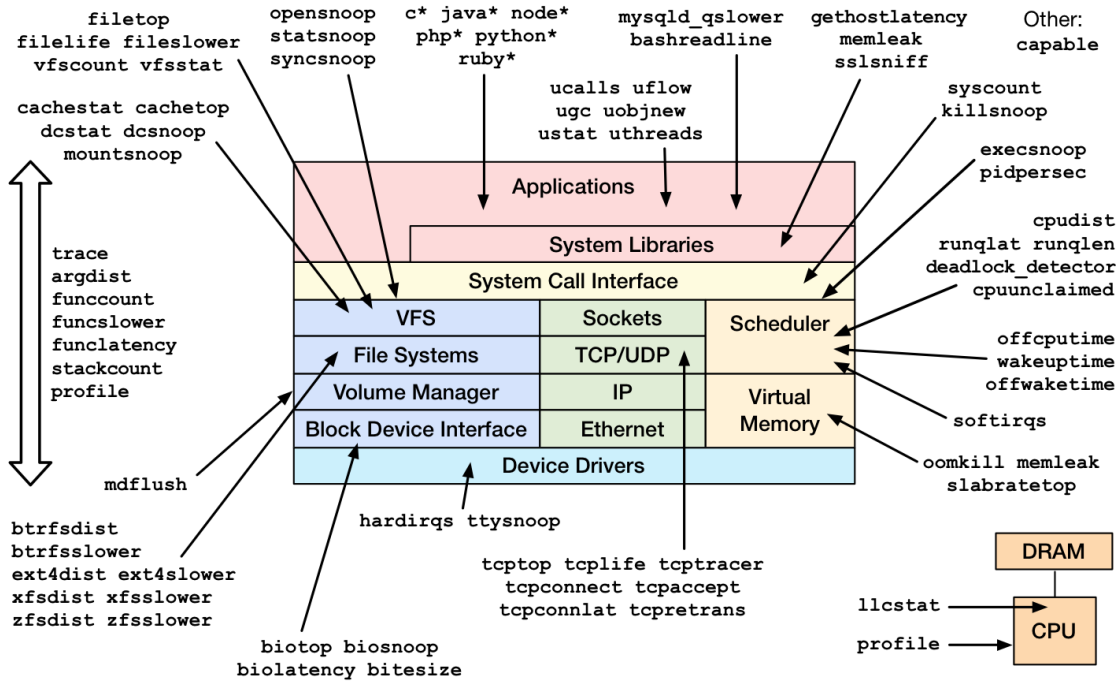 filetop
filelife fileslower
vfscount vfsstat
opensnoop
statsnoop
syncsnoop
c* java* node*
php* python*
ruby*
mysqld_qslower
bashreadline
gethostlatency
memleak
sslsniff
Other:
capable
cachestat cachetop
dcstat dcsnoop
mountsnoop
ucalls uflow
ugc uobjnew
ustat uthreads
syscount
killsnoop
execsnoop
pidpersec
Applications
System Libraries
System Call Interface
VFS
Sockets
Scheduler
File Systems
TCP/UDP
Volume Manager
IP
Virtual
Memory
Block Device Interface
Ethernet
Device Drivers
trace
argdist
funccount
funcslower
funclatency
stackcount
profile
cpudist
runqlat runqlen
deadlock_detector
cpuunclaimed
offcputime
wakeuptime
offwaketime
softirqs
oomkill memleak
slabratetop
mdflush
hardirqs ttysnoop
btrfsdist
btrfsslower
ext4dist ext4slower
xfsdist xfsslower
zfsdist zfsslower
tcptop tcplife tcptracer
tcpconnect tcpaccept
tcpconnlat tcpretrans
biotop biosnoop
biolatency bitesize
DRAM
llcstat
CPU
profile